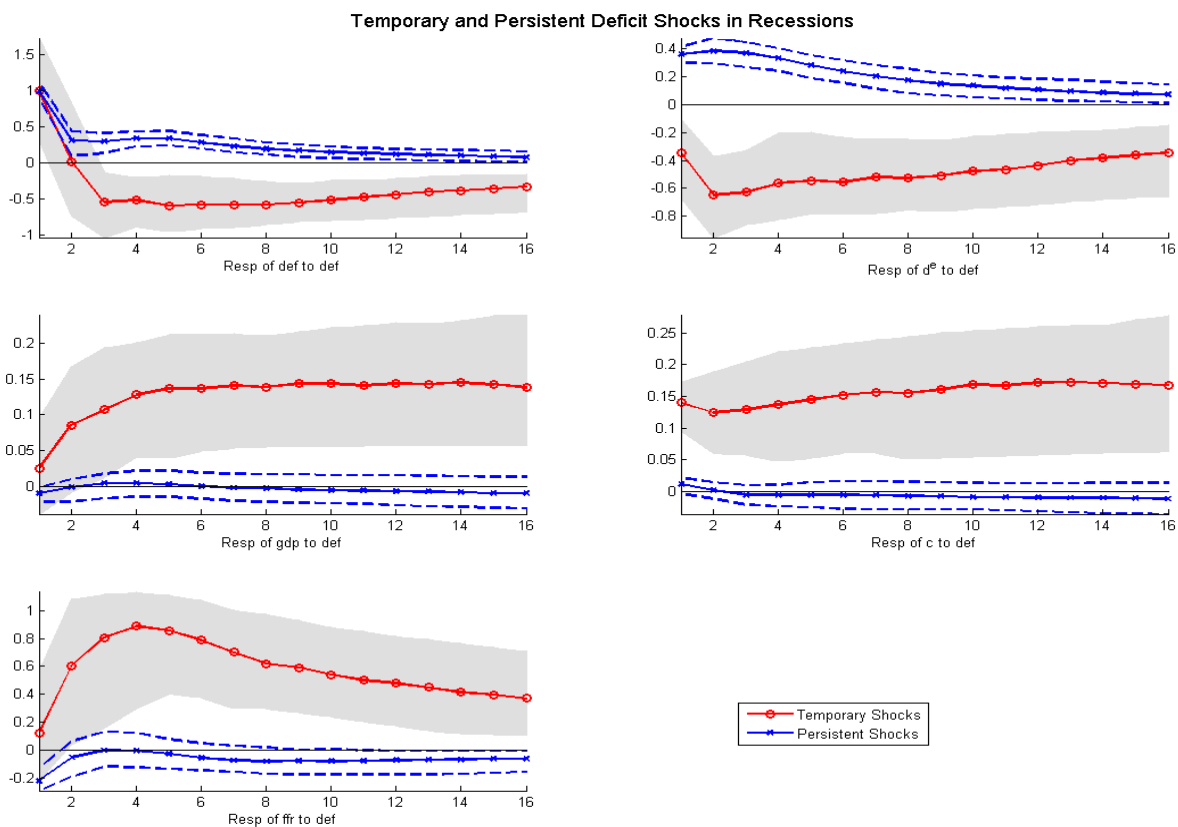 Temporary and Persistent Deficit Shocks in Recessions
1.5
1
0.5
0
-0.5
-1
2 4 6 8 10 12 14 16
Resp of def to def
0.4
0.2
0
-0.2
-0.4
-0.6
-0.8
2 4 6 8 10 12 14 16
Resp of dᵉ to def
0.2
0.15
0.1
0.05
0
2 4 6 8 10 12 14 16
Resp of gdp to def
0.25
0.2
0.15
0.1
0.05
0
2 4 6 8 10 12 14 16
Resp of c to def
1
0.8
0.6
0.4
0.2
0
-0.2
2 4 6 8 10 12 14 16
Resp of ffr to def
Temporary Shocks
Persistent Shocks